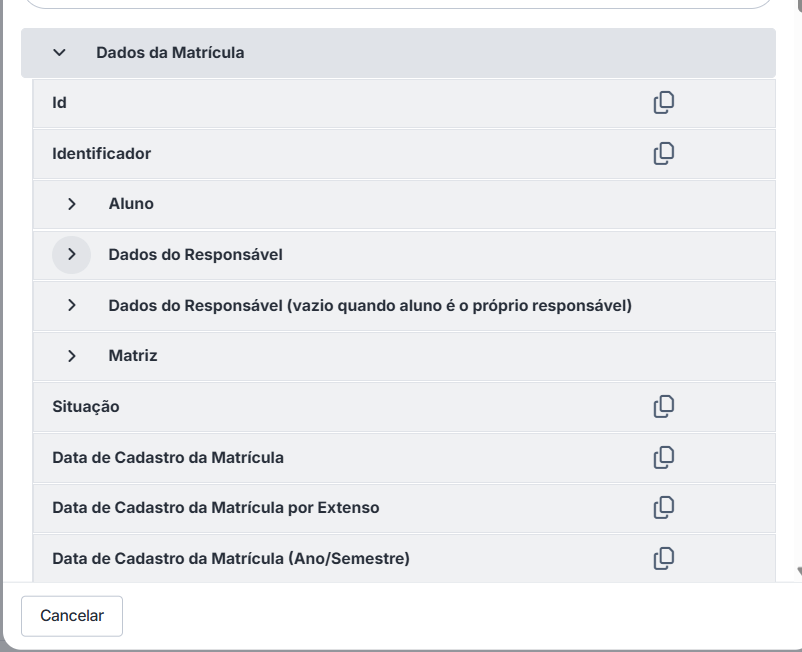 Dados da Matrícula
Id
Identificador
Aluno
Dados do Responsável
Dados do Responsável (vazio quando aluno é o próprio responsável)
Matriz
Situação
Data de Cadastro da Matrícula
Data de Cadastro da Matrícula por Extenso
Data de Cadastro da Matrícula (Ano/Semestre)
Cancelar